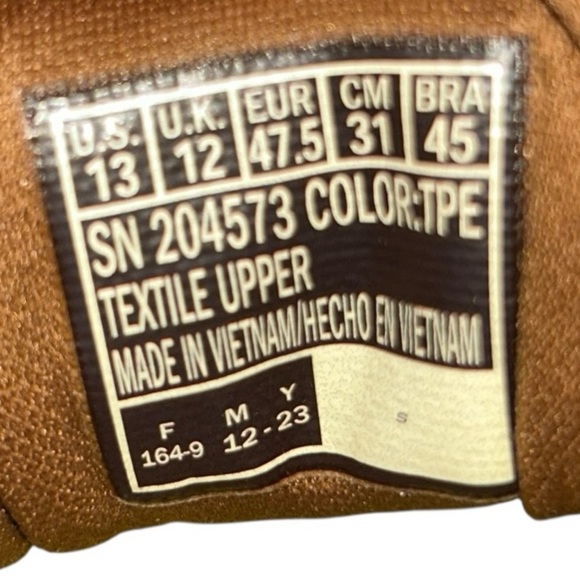 U.S. U.K. EUR CM BRA
13 12 47.5 31 45
SN 204573 COLOR:TPE
TEXTILE UPPER
MADE IN VIETNAM/HECHO EN VIETNAM
F M Y
164-9 12-23
S